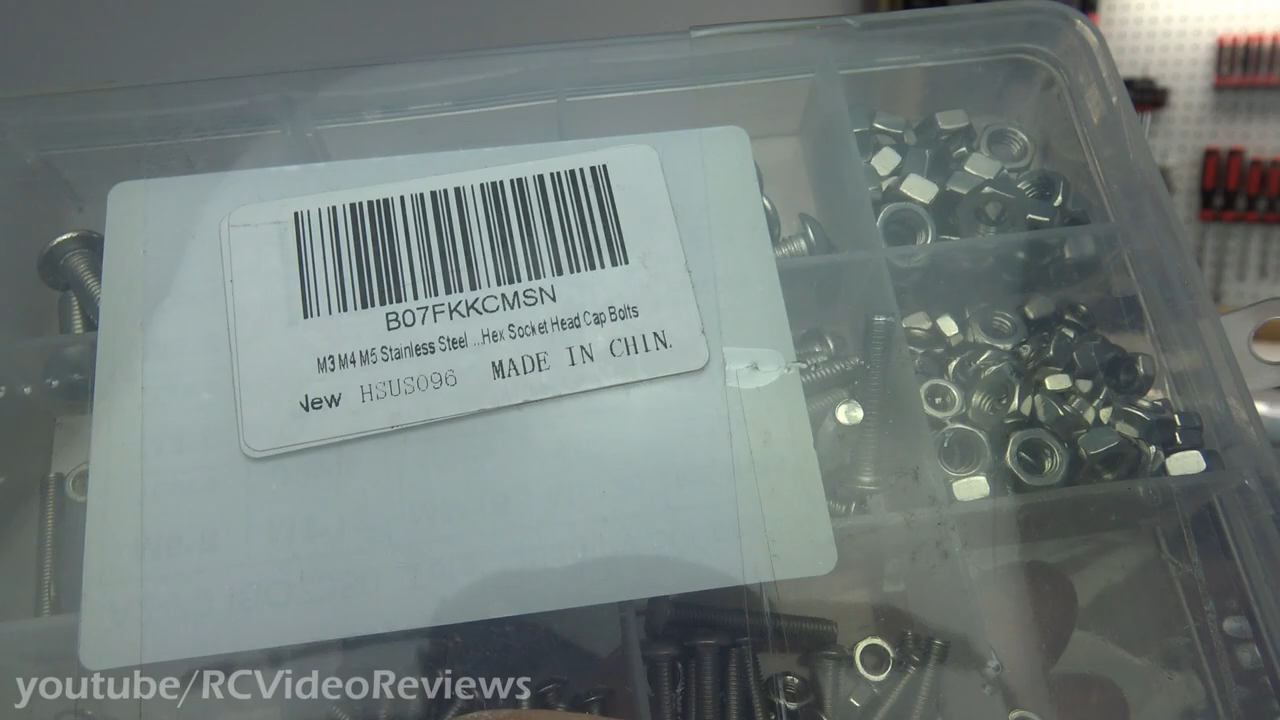 B07FKKCMSN
M3 M4 M5 Stainless Steel ...Hex Socket Head Cap Bolts
New HSUS096 MADE IN CHIN.
youtube/RCVideoReviews